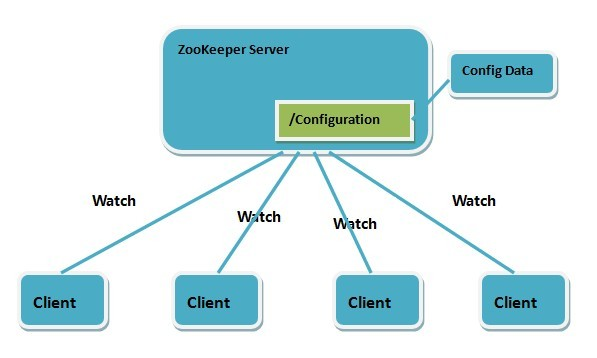 ZooKeeper Server
Config Data
/Configuration
Watch
Watch
Watch
Watch
Client
Client
Client
Client